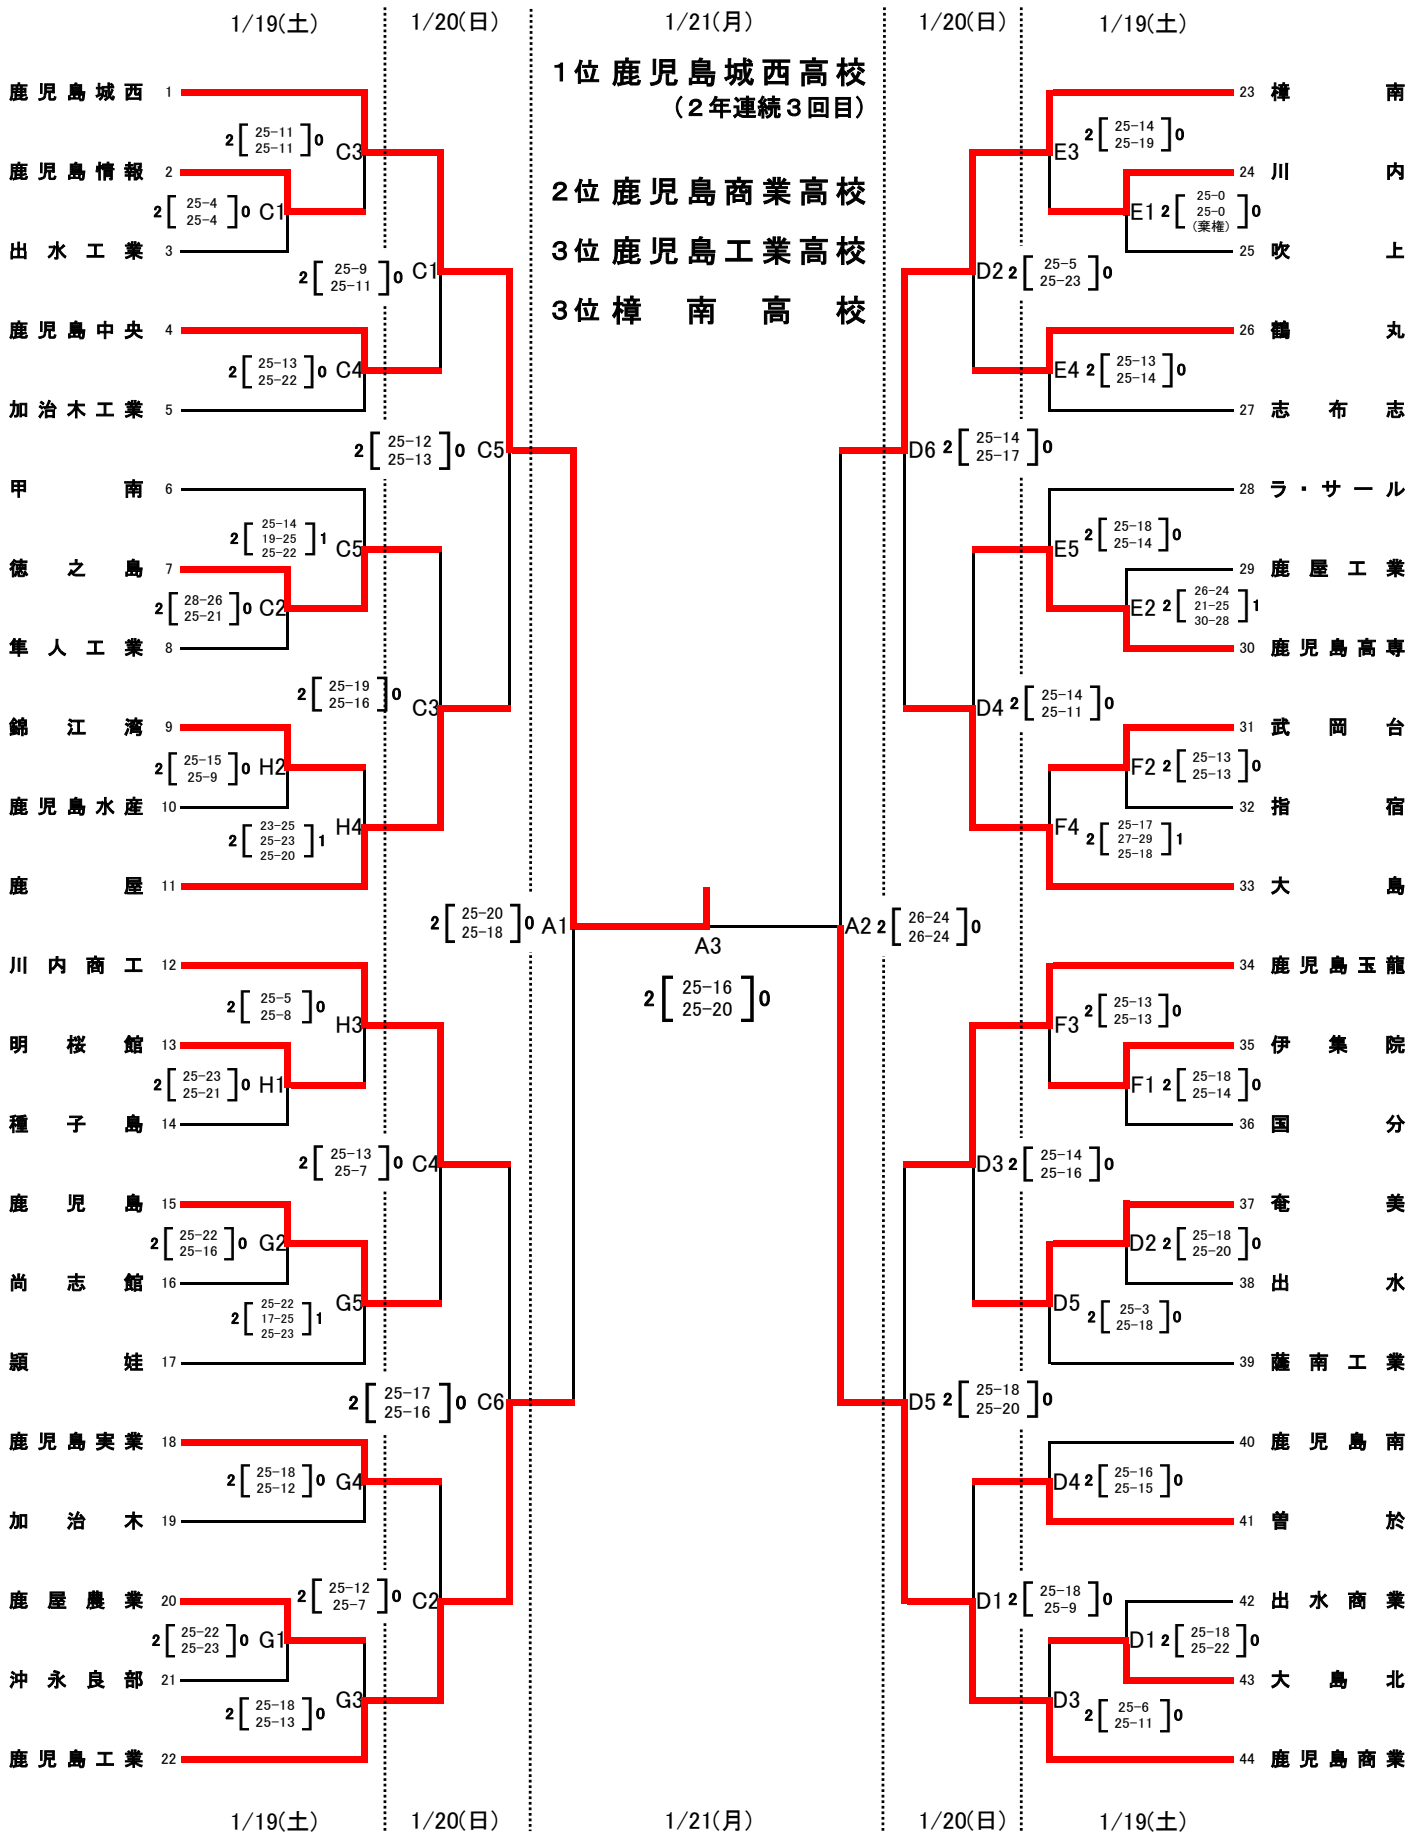 1/19(土) 1/20(日) 1/21(月) 1/20(日) 1/19(土)
1位 鹿児島城西高校
(2年連続3回目)
2位 鹿児島商業高校
3位 鹿児島工業高校
3位 樟南高校
鹿児島城西 1
2 [25-11 25-11] 0 C3
鹿児島情報 2
2 [25-4 25-4] 0 C1
出水工業 3
2 [25-9 25-11] 0 C1
鹿児島中央 4
2 [25-13 25-22] 0 C4
加治木工業 5
2 [25-12 25-13] 0 C5
甲南 6
2 [25-14 19-25 25-22] 1 C5
徳之島 7
2 [28-26 25-21] 0 C2
隼人工業 8
2 [25-19 25-16] 0 C3
錦江湾 9
2 [25-15 25-9] 0 H2
鹿児島水産 10
2 [23-25 25-23 25-20] 1 H4
鹿屋 11
2 [25-20 25-18] 0 A1
川内商工 12
2 [25-5 25-8] 0 H3
明桜館 13
2 [25-23 25-21] 0 H1
種子島 14
2 [25-13 25-7] 0 C4
鹿児島 15
2 [25-22 25-16] 0 G2
尚志館 16
2 [25-22 17-25 25-23] 1 G5
頴娃 17
2 [25-17 25-16] 0 C6
鹿児島実業 18
2 [25-18 25-12] 0 G4
加治木 19
2 [25-12 25-7] 0 C2
鹿屋農業 20
2 [25-22 25-23] 0 G1
沖永良部 21
2 [25-18 25-13] 0 G3
鹿児島工業 22
A3
2 [25-16 25-20] 0
23 樟南
E3 2 [25-14 25-19] 0
24 川内
E1 2 [25-0 25-0 (棄権)] 0
25 吹上
D2 2 [25-5 25-23] 0
26 鶴丸
E4 2 [25-13 25-14] 0
27 志布志
D6 2 [25-14 25-17] 0
28 ラ・サール
E5 2 [25-18 25-14] 0
29 鹿屋工業
E2 2 [26-24 21-25 30-28] 1
30 鹿児島高専
D4 2 [25-14 25-11] 0
31 武岡台
F2 2 [25-13 25-13] 0
32 指宿
F4 2 [25-17 27-29 25-18] 1
33 大島
A2 2 [26-24 26-24] 0
34 鹿児島玉龍
F3 2 [25-13 25-13] 0
35 伊集院
F1 2 [25-18 25-14] 0
36 国分
D3 2 [25-14 25-16] 0
37 奄美
D2 2 [25-18 25-20] 0
38 出水
D5 2 [25-3 25-18] 0
39 薩南工業
D5 2 [25-18 25-20] 0
40 鹿児島南
D4 2 [25-16 25-15] 0
41 曽於
D1 2 [25-18 25-9] 0
42 出水商業
D1 2 [25-18 25-22] 0
43 大島北
D3 2 [25-6 25-11] 0
44 鹿児島商業
1/19(土) 1/20(日) 1/21(月) 1/20(日) 1/19(土)